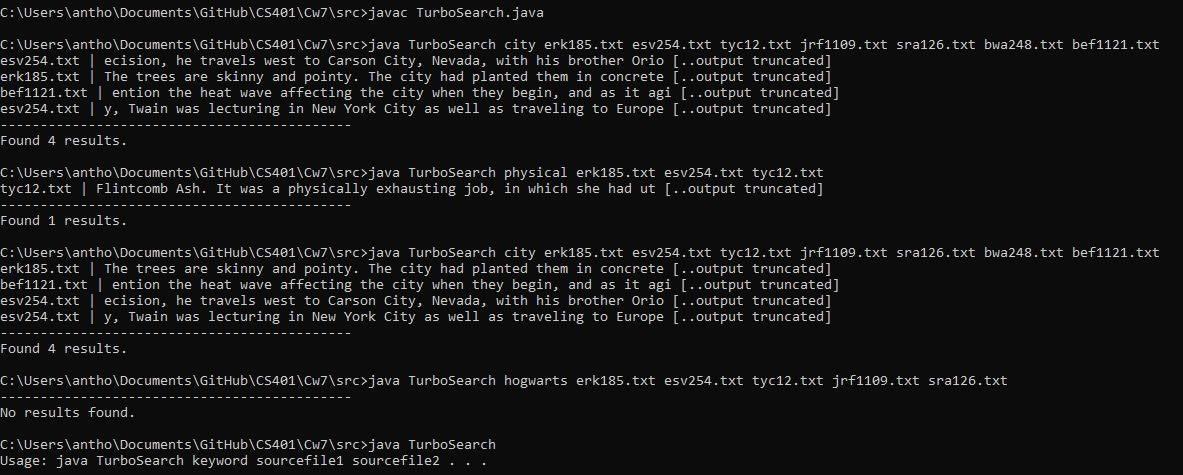 C:\Users\antho\Documents\GitHub\CS401\Cw7\src>javac TurboSearch.java
C:\Users\antho\Documents\GitHub\CS401\Cw7\src>java TurboSearch city erk185.txt esv254.txt tyc12.txt jrf1109.txt sra126.txt bwa248.txt bef1121.txt
esv254.txt | ecision, he travels west to Carson City, Nevada, with his brother Orio [..output truncated]
erk185.txt | The trees are skinny and pointy. The city had planted them in concrete [..output truncated]
bef1121.txt | ention the heat wave affecting the city when they begin, and as it agi [..output truncated]
esv254.txt | y, Twain was lecturing in New York City as well as traveling to Europe [..output truncated]
--------------------------------------------
Found 4 results.
C:\Users\antho\Documents\GitHub\CS401\Cw7\src>java TurboSearch physical erk185.txt esv254.txt tyc12.txt
tyc12.txt | Flintcomb Ash. It was a physically exhausting job, in which she had ut [..output truncated]
--------------------------------------------
Found 1 results.
C:\Users\antho\Documents\GitHub\CS401\Cw7\src>java TurboSearch city erk185.txt esv254.txt tyc12.txt jrf1109.txt sra126.txt bwa248.txt bef1121.txt
erk185.txt | The trees are skinny and pointy. The city had planted them in concrete [..output truncated]
bef1121.txt | ention the heat wave affecting the city when they begin, and as it agi [..output truncated]
esv254.txt | ecision, he travels west to Carson City, Nevada, with his brother Orio [..output truncated]
esv254.txt | y, Twain was lecturing in New York City as well as traveling to Europe [..output truncated]
--------------------------------------------
Found 4 results.
C:\Users\antho\Documents\GitHub\CS401\Cw7\src>java TurboSearch hogwarts erk185.txt esv254.txt tyc12.txt jrf1109.txt sra126.txt
--------------------------------------------
No results found.
C:\Users\antho\Documents\GitHub\CS401\Cw7\src>java TurboSearch
Usage: java TurboSearch keyword sourcefile1 sourcefile2 . . .